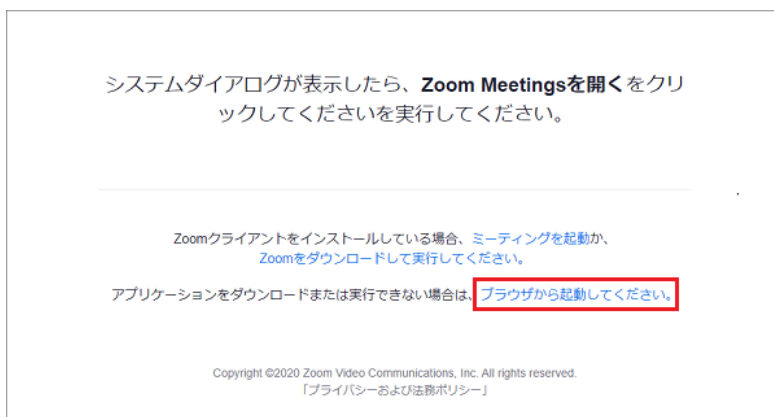 システムダイアログが表示したら、Zoom Meetingsを開くをクリ
ックしてくださいを実行してください。
Zoomクライアントをインストールしている場合、ミーティングを起動か、
Zoomをダウンロードして実行してください。
アプリケーションをダウンロードまたは実行できない場合は、ブラウザから起動してください。
Copyright ©2020 Zoom Video Communications, Inc. All rights reserved.
「プライバシーおよび法務ポリシー」